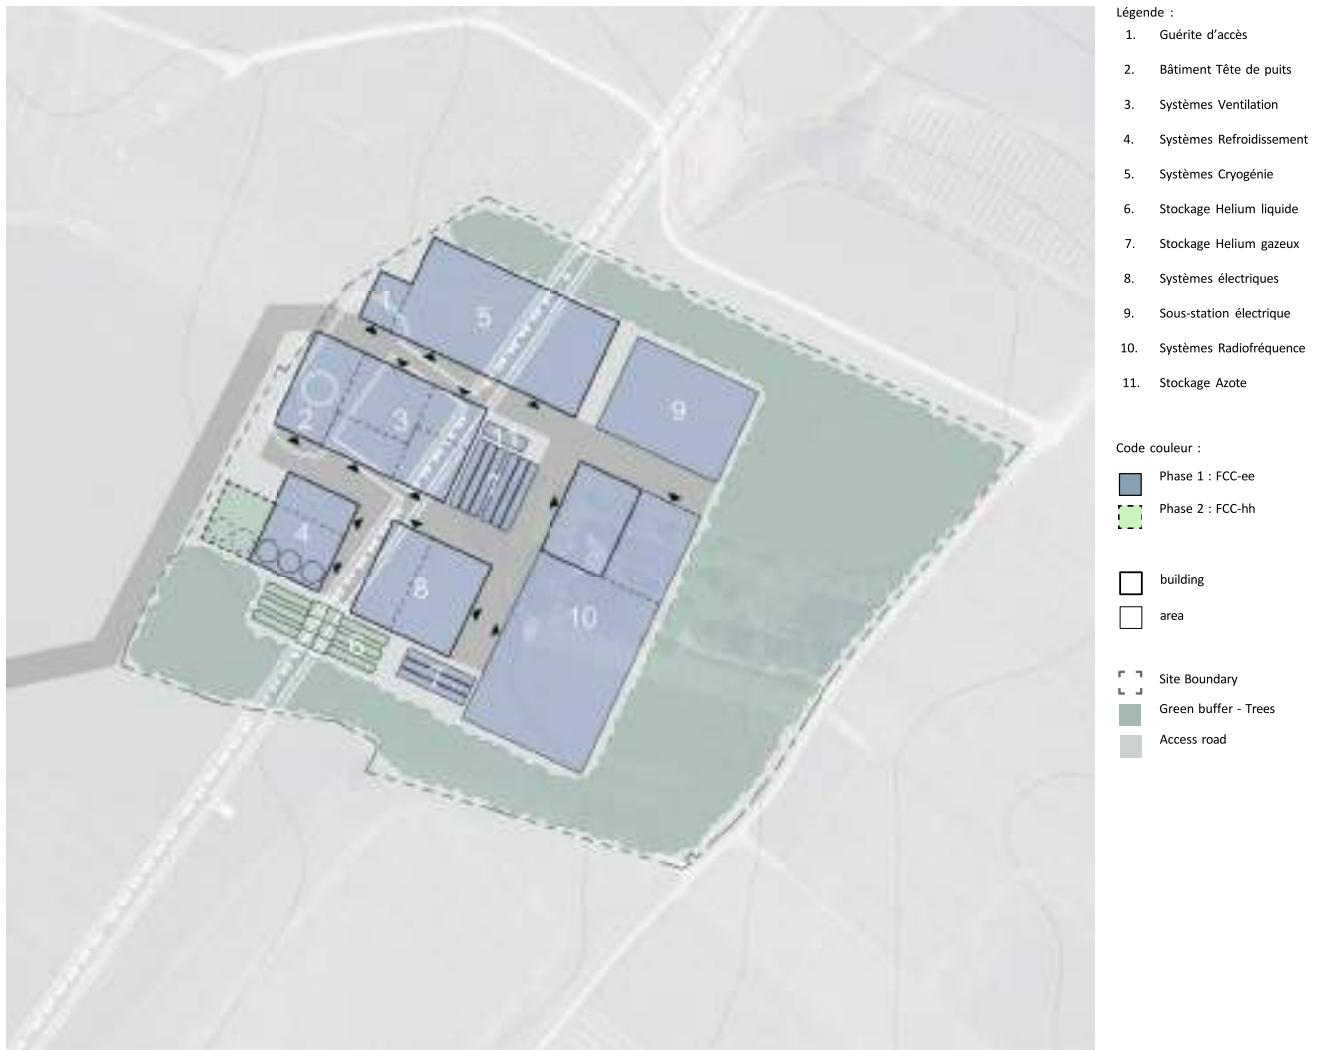 Légende :
1. Guérite d'accès
2. Bâtiment Tête de puits
3. Systèmes Ventilation
4. Systèmes Refroidissement
5. Systèmes Cryogénie
6. Stockage Helium liquide
7. Stockage Helium gazeux
8. Systèmes électriques
9. Sous-station électrique
10. Systèmes Radiofréquence
11. Stockage Azote
Code couleur :
Phase 1 : FCC-ee
Phase 2 : FCC-hh
building
area
Site Boundary
Green buffer - Trees
Access road
1
5
2
3
9
11
7
4
8
10
6